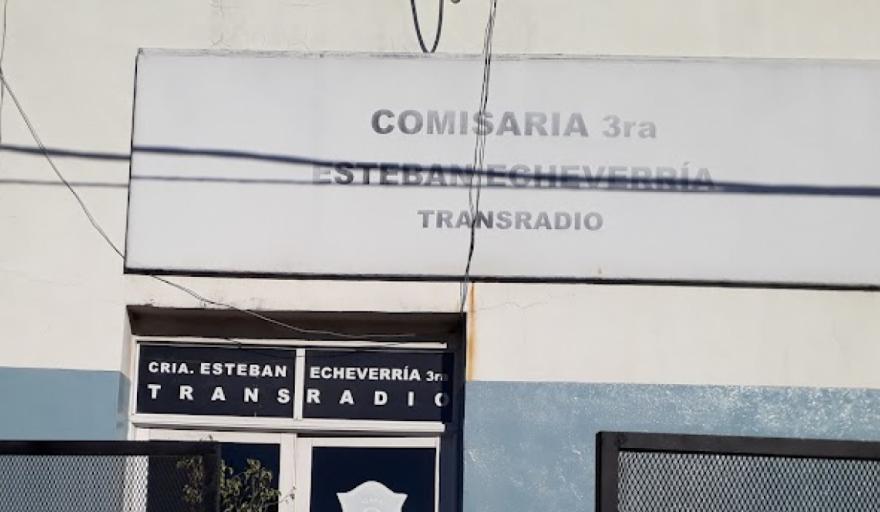 COMISARIA 3ra
ESTEBAN ECHEVERRÍA
TRANSRADIO
CRIA. ESTEBAN ECHEVERRÍA 3ra
TRANSRADIO